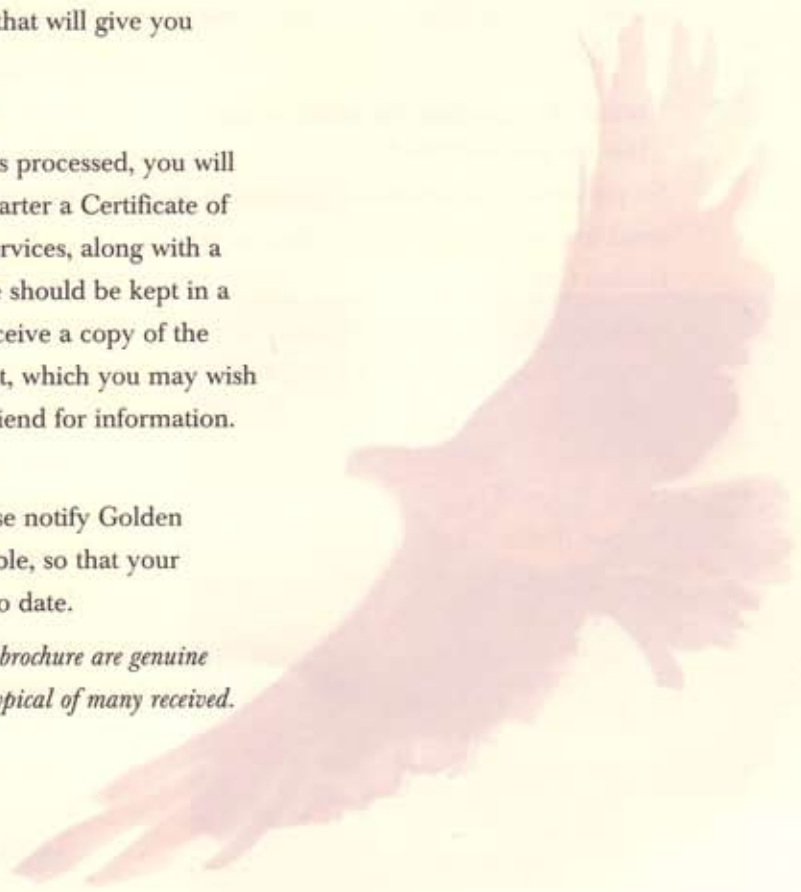 that will give you
s processed, you will
arter a Certificate of
rvices, along with a
should be kept in a
ceive a copy of the
t, which you may wish
iend for information.
se notify Golden
ble, so that your
o date.
brochure are genuine
pical of many received.